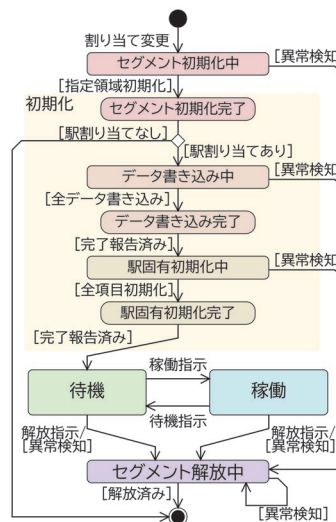 割り当て変更
セグメント初期化中
[異常検知]
[指定領域初期化]
初期化
セグメント初期化完了
[駅割り当てなし]
[駅割り当てあり]
データ書き込み中
[異常検知]
[全データ書き込み]
データ書き込み完了
[完了報告済み]
駅固有初期化中
[異常検知]
[全項目初期化]
駅固有初期化完了
[完了報告済み]
稼働指示
待機
稼働
待機指示
解放指示/
[異常検知]
解放指示/
[異常検知]
セグメント解放中
[解放済み]
[異常検知]